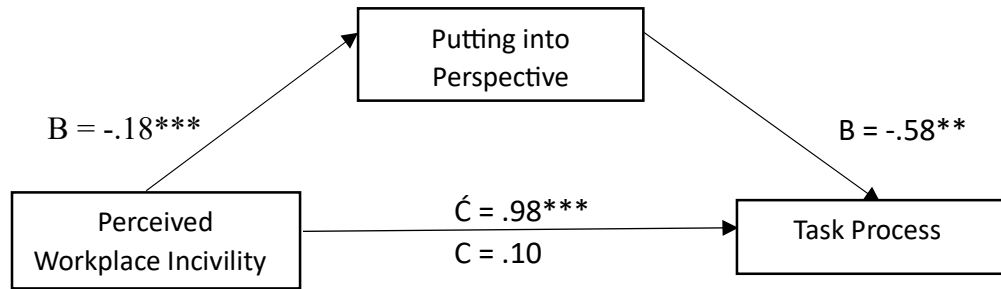 Putting into
Perspective
B = -.18***
B = -.58**
Perceived
Workplace Incivility
Ć = .98***
C = .10
Task Process